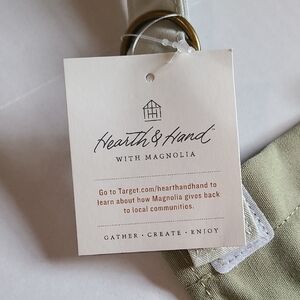 Hearth & Hand™
WITH MAGNOLIA
Go to Target.com/hearthandhand to
learn about how Magnolia gives back
to local communities.
GATHER · CREATE · ENJOY